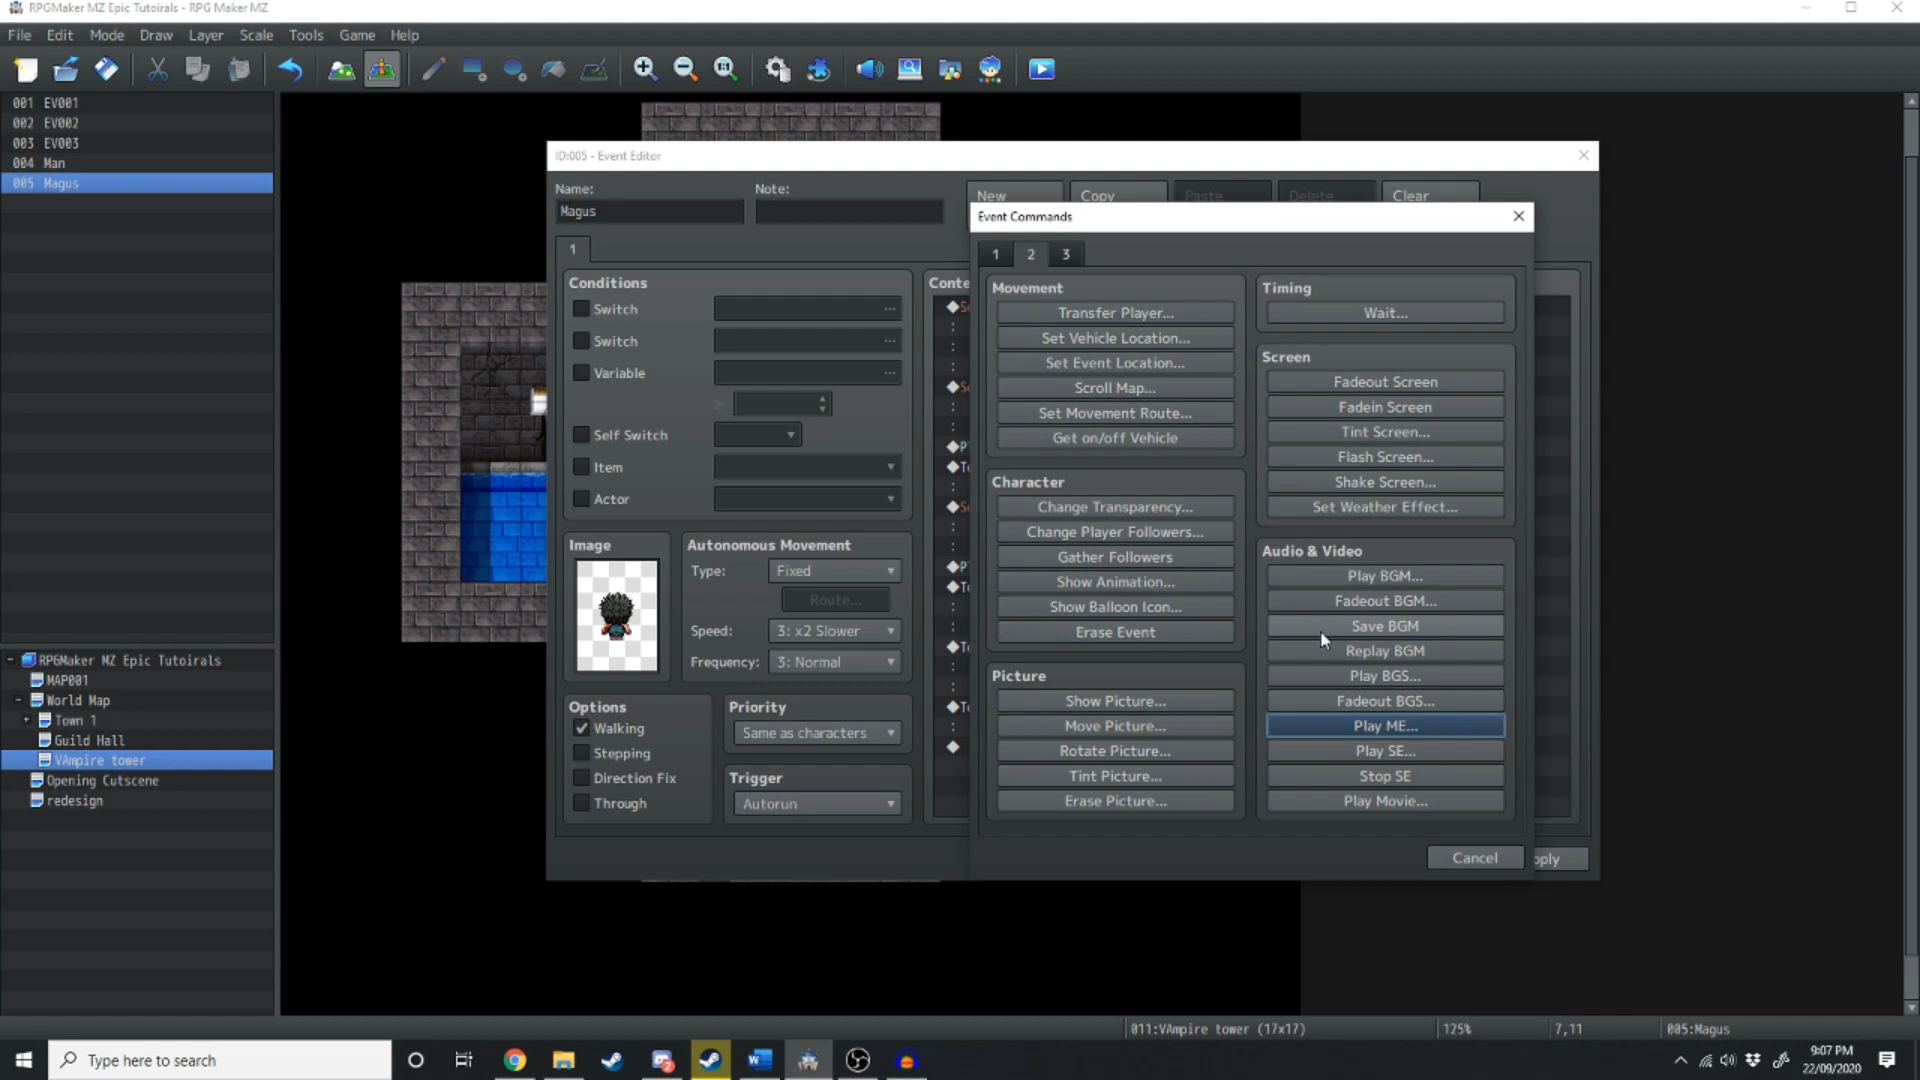 RPGMaker MZ Epic Tutoirals - RPG Maker MZ
File Edit Mode Draw Layer Scale Tools Game Help
001 EV001
002 EV002
003 EV003
004 Man
005 Magus
ID:005 - Event Editor
Name:
Note:
Magus
New
Copy
Paste
Delete
Clear
1
Conditions
Switch
Switch
Variable
≥
Self Switch
Item
Actor
Image
Autonomous Movement
Type: Fixed
Route...
Speed: 3: x2 Slower
Frequency: 3: Normal
Options
Walking
Stepping
Direction Fix
Through
Priority
Same as characters
Trigger
Autorun
Conte
Event Commands
1 2 3
Movement
Transfer Player...
Set Vehicle Location...
Set Event Location...
Scroll Map...
Set Movement Route...
Get on/off Vehicle
Character
Change Transparency...
Change Player Followers...
Gather Followers
Show Animation...
Show Balloon Icon...
Erase Event
Picture
Show Picture...
Move Picture...
Rotate Picture...
Tint Picture...
Erase Picture...
Timing
Wait...
Screen
Fadeout Screen
Fadein Screen
Tint Screen...
Flash Screen...
Shake Screen...
Set Weather Effect...
Audio & Video
Play BGM...
Fadeout BGM...
Save BGM
Replay BGM
Play BGS...
Fadeout BGS...
Play ME...
Play SE...
Stop SE
Play Movie...
Cancel
pply
RPGMaker MZ Epic Tutoirals
MAP001
World Map
Town 1
Guild Hall
VAmpire tower
Opening Cutscene
redesign
011:VAmpire tower (17x17)
125%
7,11
005:Magus
Type here to search
9:07 PM
22/09/2020